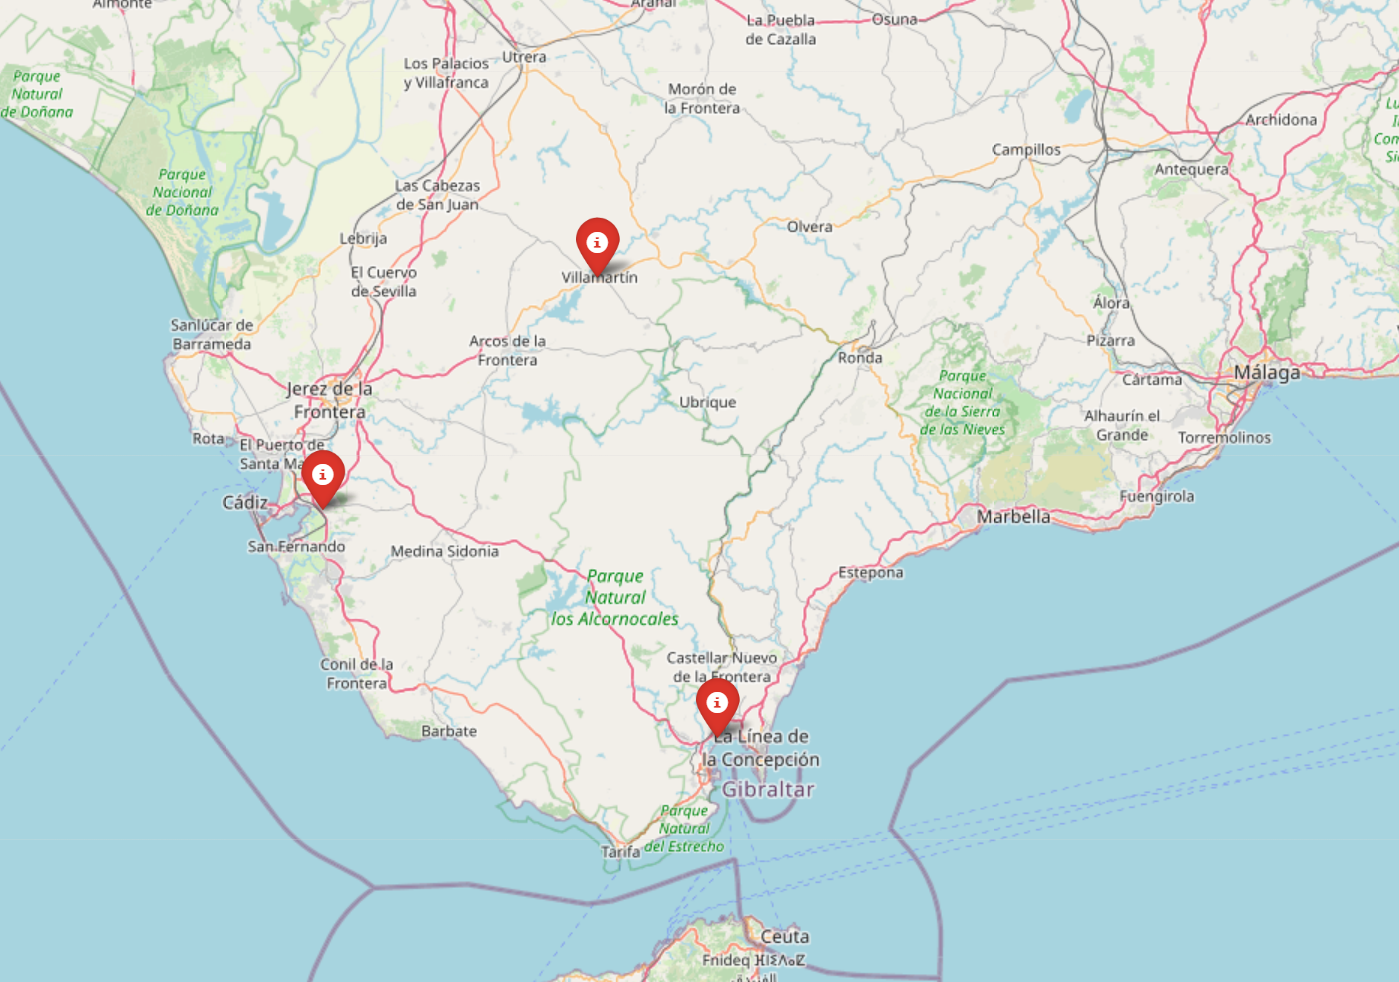 Almonte
Arahal
La Puebla
de Cazalla
Osuna
Utrera
Los Palacios
y Villafranca
Parque
Natural
de Doñana
Morón de
la Frontera
Archidona
Campillos
Antequera
Parque
Nacional
de Doñana
Las Cabezas
de San Juan
Olvera
Lebrija
El Cuervo
de Sevilla
Villamartín
Álora
Sanlúcar de
Barrameda
Arcos de la
Frontera
Pizarra
Ronda
Málaga
Jerez de la
Frontera
Parque
Nacional
de la Sierra
de las Nieves
Cártama
Ubrique
Alhaurín el
Grande
Rota
El Puerto de
Santa Ma
Torremolinos
Cádiz
Fuengirola
Marbella
San Fernando
Medina Sidonia
Estepona
Parque
Natural
los Alcornocales
Castellar Nuevo
de la Frontera
Conil de la
Frontera
Barbate
La Línea de
la Concepción
Gibraltar
Parque
Natural
del Estrecho
Tarifa
Ceuta
Fnideq